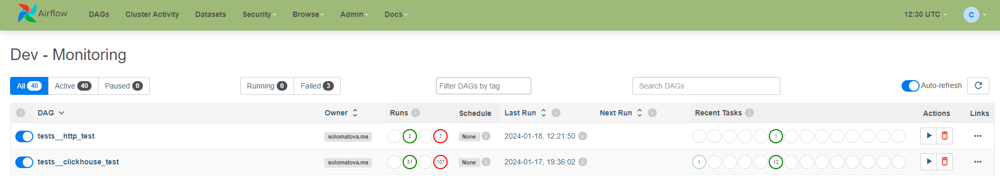 Airflow DAGs Cluster Activity Datasets Security Browse Admin Docs 12:30 UTC C
Dev - Monitoring
All 40 Active 40 Paused 0 Running 0 Failed 3 Filter DAGs by tag Search DAGs Auto-refresh
i DAG Owner Runs i Schedule Last Run i Next Run i Recent Tasks i Actions Links
tests__http_test solomatova.ms 2 7 None i 2024-01-18, 12:21:50 i 1
tests__clickhouse_test solomatova.ms 51 107 None i 2024-01-17, 19:36:02 i 1 12